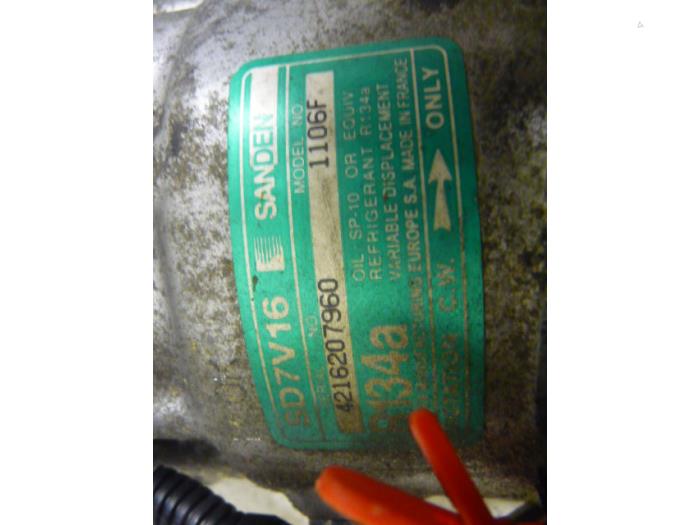 SD7V16 SANDEN
NO. MODEL NO.
4216207960 1106F
R134a
OIL SP-10 OR EQUIV
REFRIGERANT R134a
VARIABLE DISPLACEMENT
EUROPE S.A. MADE IN FRANCE
C.W. ONLY